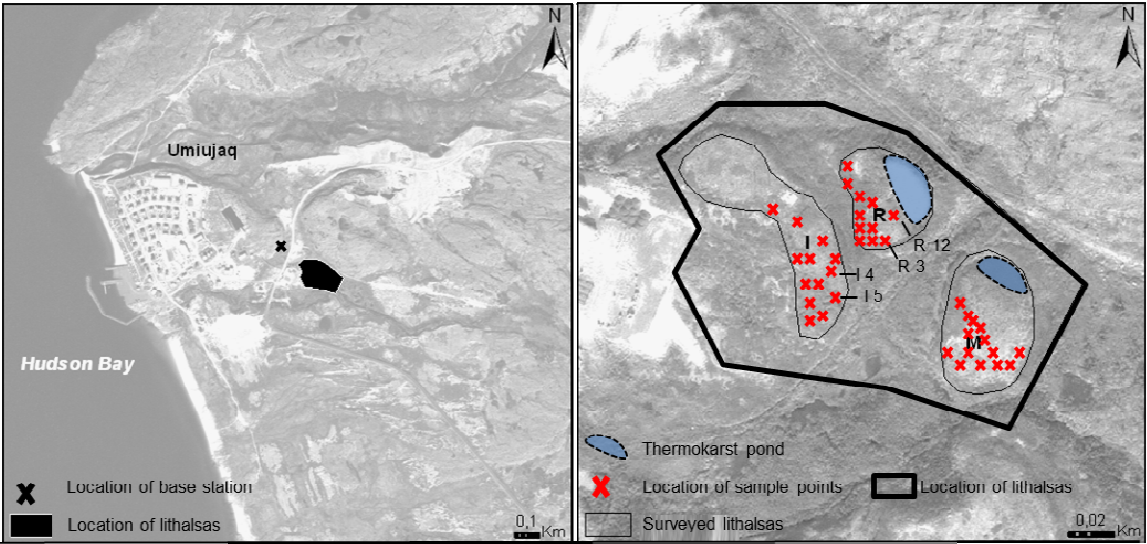 N
Umiujaq
Hudson Bay
Location of base station
Location of lithalsas
0,1
Km
N
R
I
R 12
R 3
I 4
I 5
M
Thermokarst pond
Location of sample points
Location of lithalsas
Surveyed lithalsas
0,02
Km